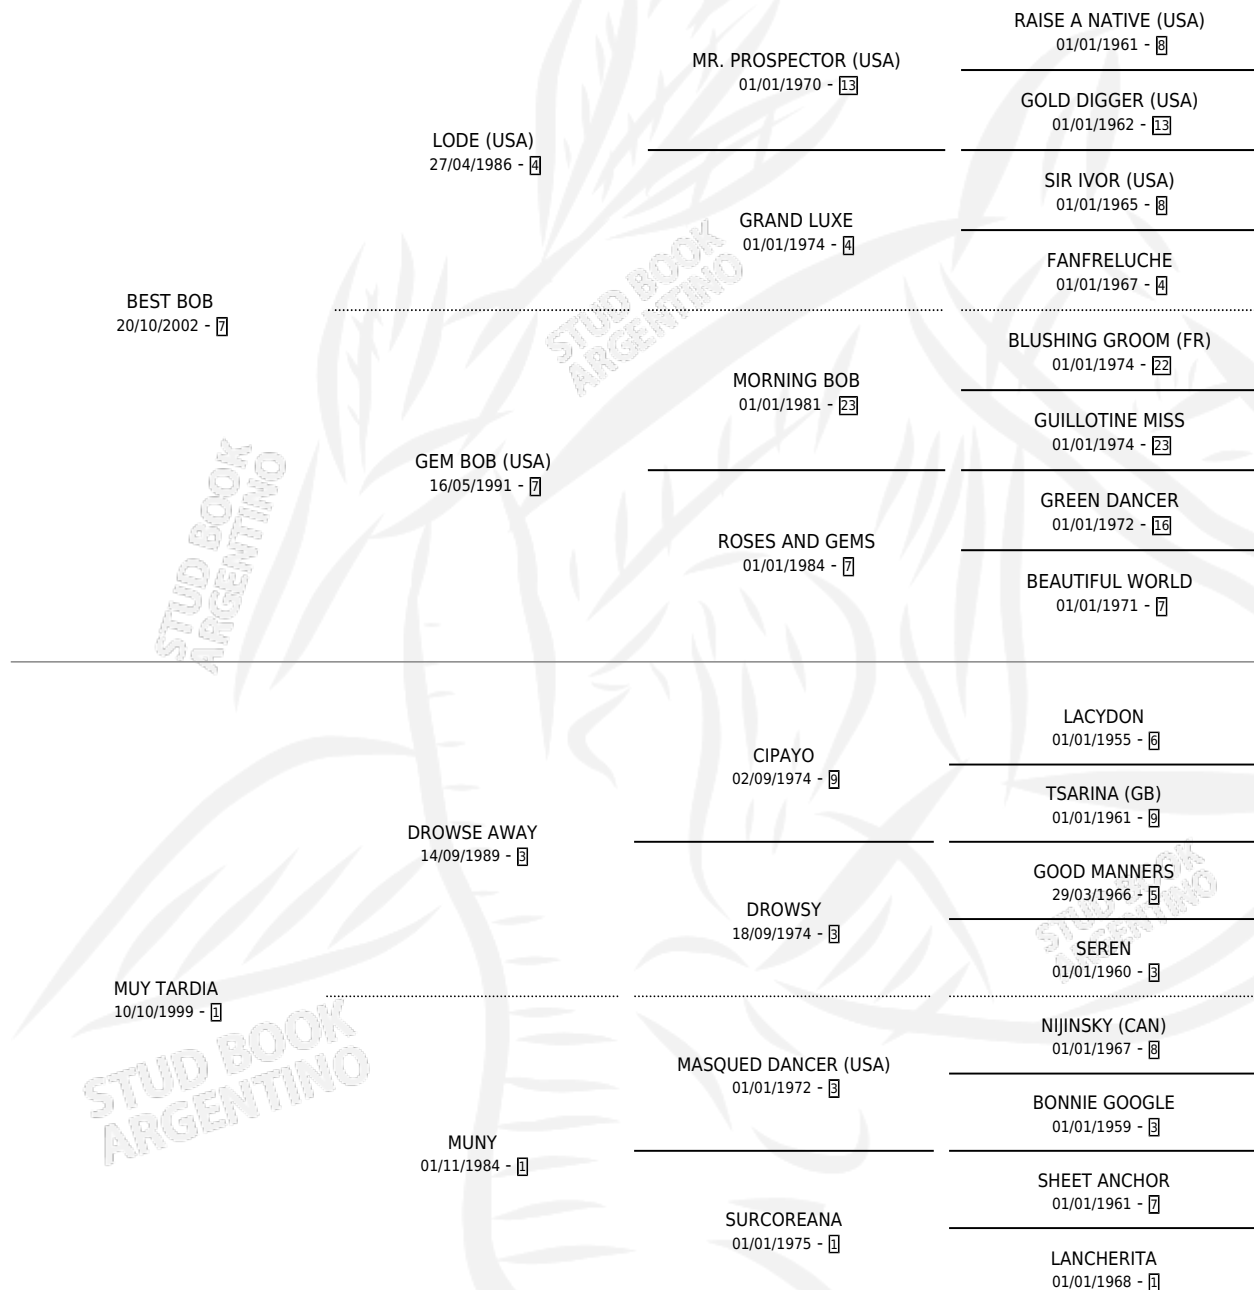 RAISE A NATIVE (USA)
01/01/1961 - 8
MR. PROSPECTOR (USA)
01/01/1970 - 13
GOLD DIGGER (USA)
01/01/1962 - 13
LODE (USA)
27/04/1986 - 4
SIR IVOR (USA)
01/01/1965 - 8
GRAND LUXE
01/01/1974 - 4
FANFRELUCHE
01/01/1967 - 4
BEST BOB
20/10/2002 - 7
BLUSHING GROOM (FR)
01/01/1974 - 22
MORNING BOB
01/01/1981 - 23
GUILLOTINE MISS
01/01/1974 - 23
GEM BOB (USA)
16/05/1991 - 7
GREEN DANCER
01/01/1972 - 16
ROSES AND GEMS
01/01/1984 - 7
BEAUTIFUL WORLD
01/01/1971 - 7
LACYDON
01/01/1955 - 6
CIPAYO
02/09/1974 - 9
TSARINA (GB)
01/01/1961 - 9
DROWSE AWAY
14/09/1989 - 3
GOOD MANNERS
29/03/1966 - 5
DROWSY
18/09/1974 - 3
SEREN
01/01/1960 - 3
MUY TARDIA
10/10/1999 - 1
NIJINSKY (CAN)
01/01/1967 - 8
MASQUED DANCER (USA)
01/01/1972 - 3
BONNIE GOOGLE
01/01/1959 - 3
MUNY
01/11/1984 - 1
SHEET ANCHOR
01/01/1961 - 7
SURCOREANA
01/01/1975 - 1
LANCHERITA
01/01/1968 - 1
STUD BOOK
ARGENTINO
STUD BOOK
ARGENTINO
STUD BOOK
ARGENTINO
STUD BOOK
ARGENTINO